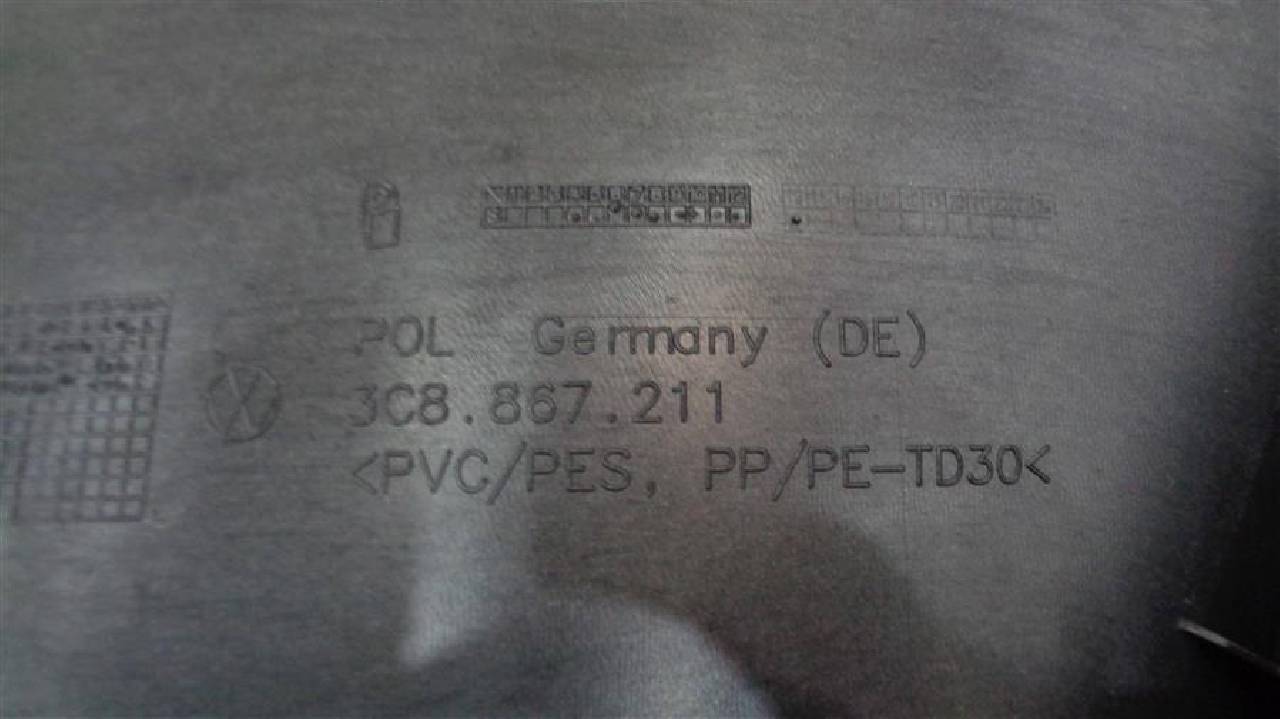 POL Germany (DE)
3C8.867.211
<PVC/PES, PP/PE-TD30<